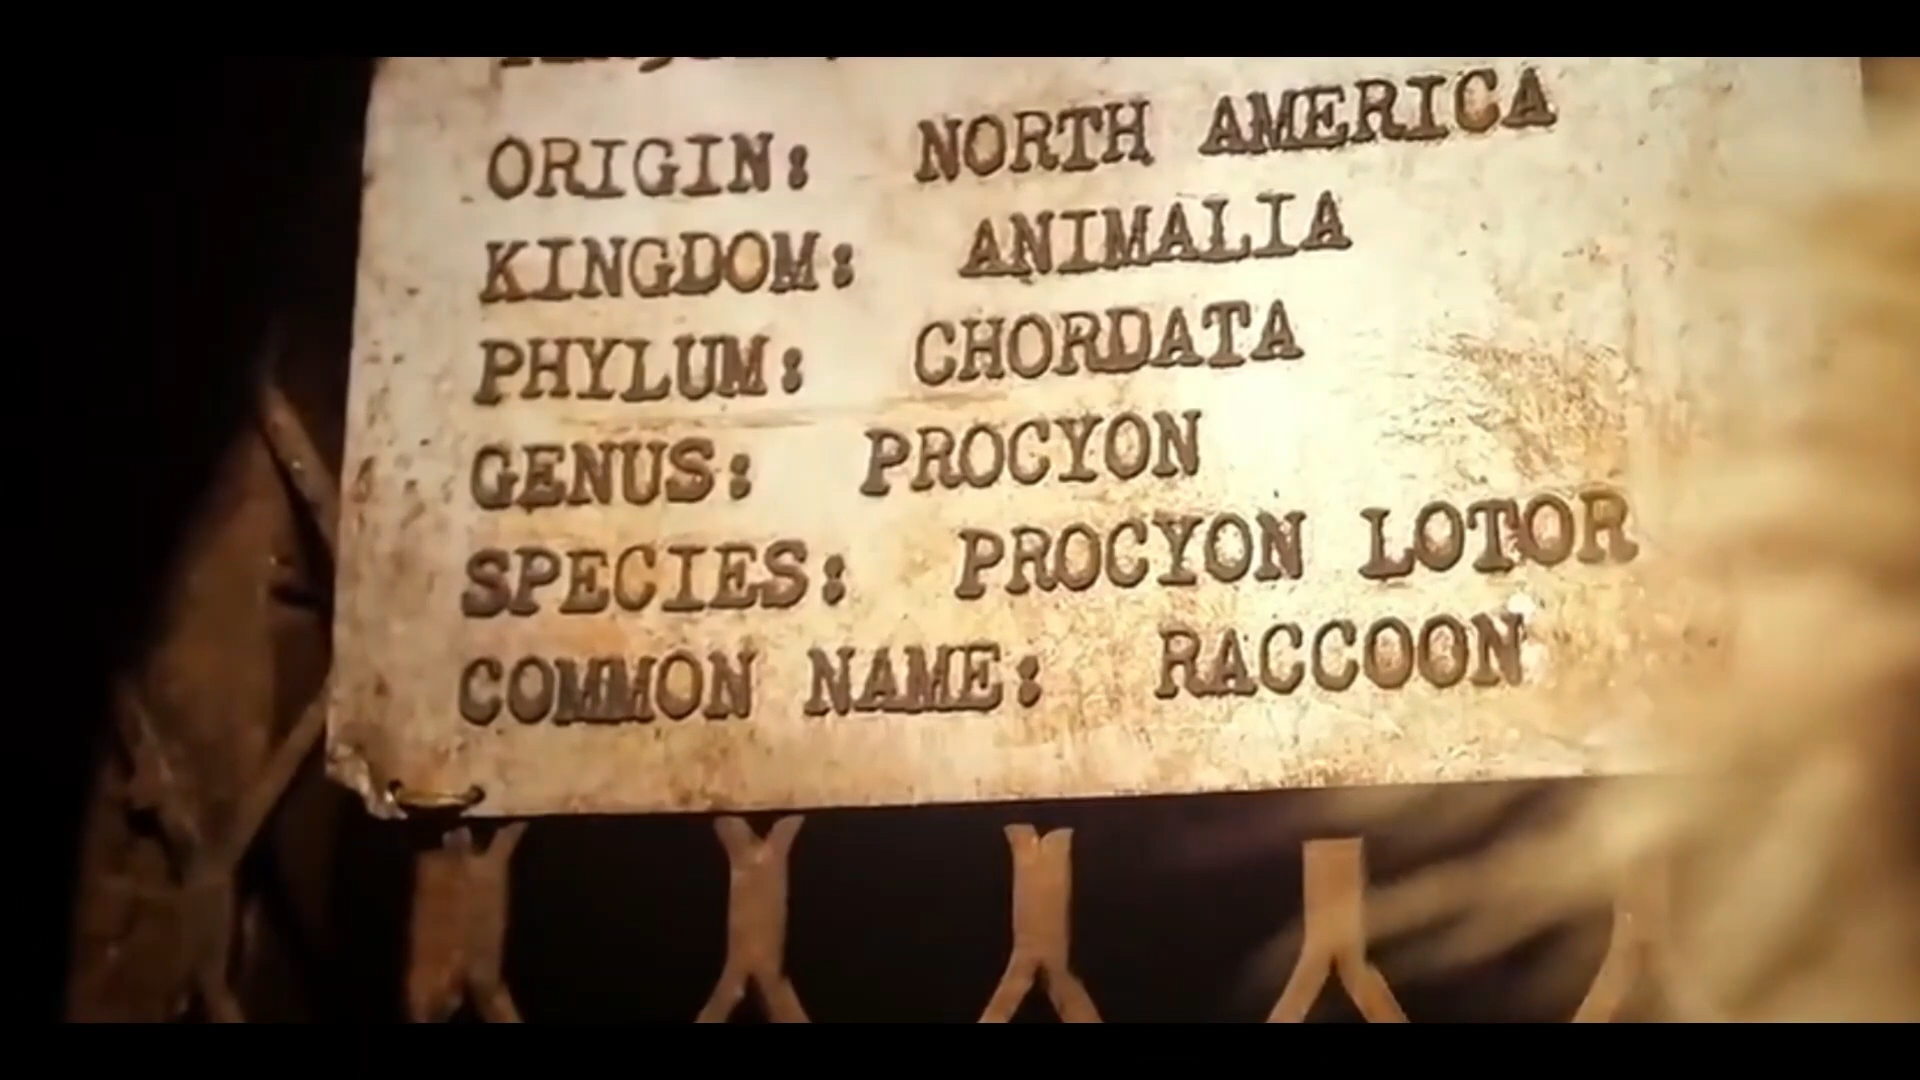 ORIGIN: NORTH AMERICA
KINGDOM: ANIMALIA
PHYLUM: CHORDATA
GENUS: PROCYON
SPECIES: PROCYON LOTOR
COMMON NAME: RACCOON